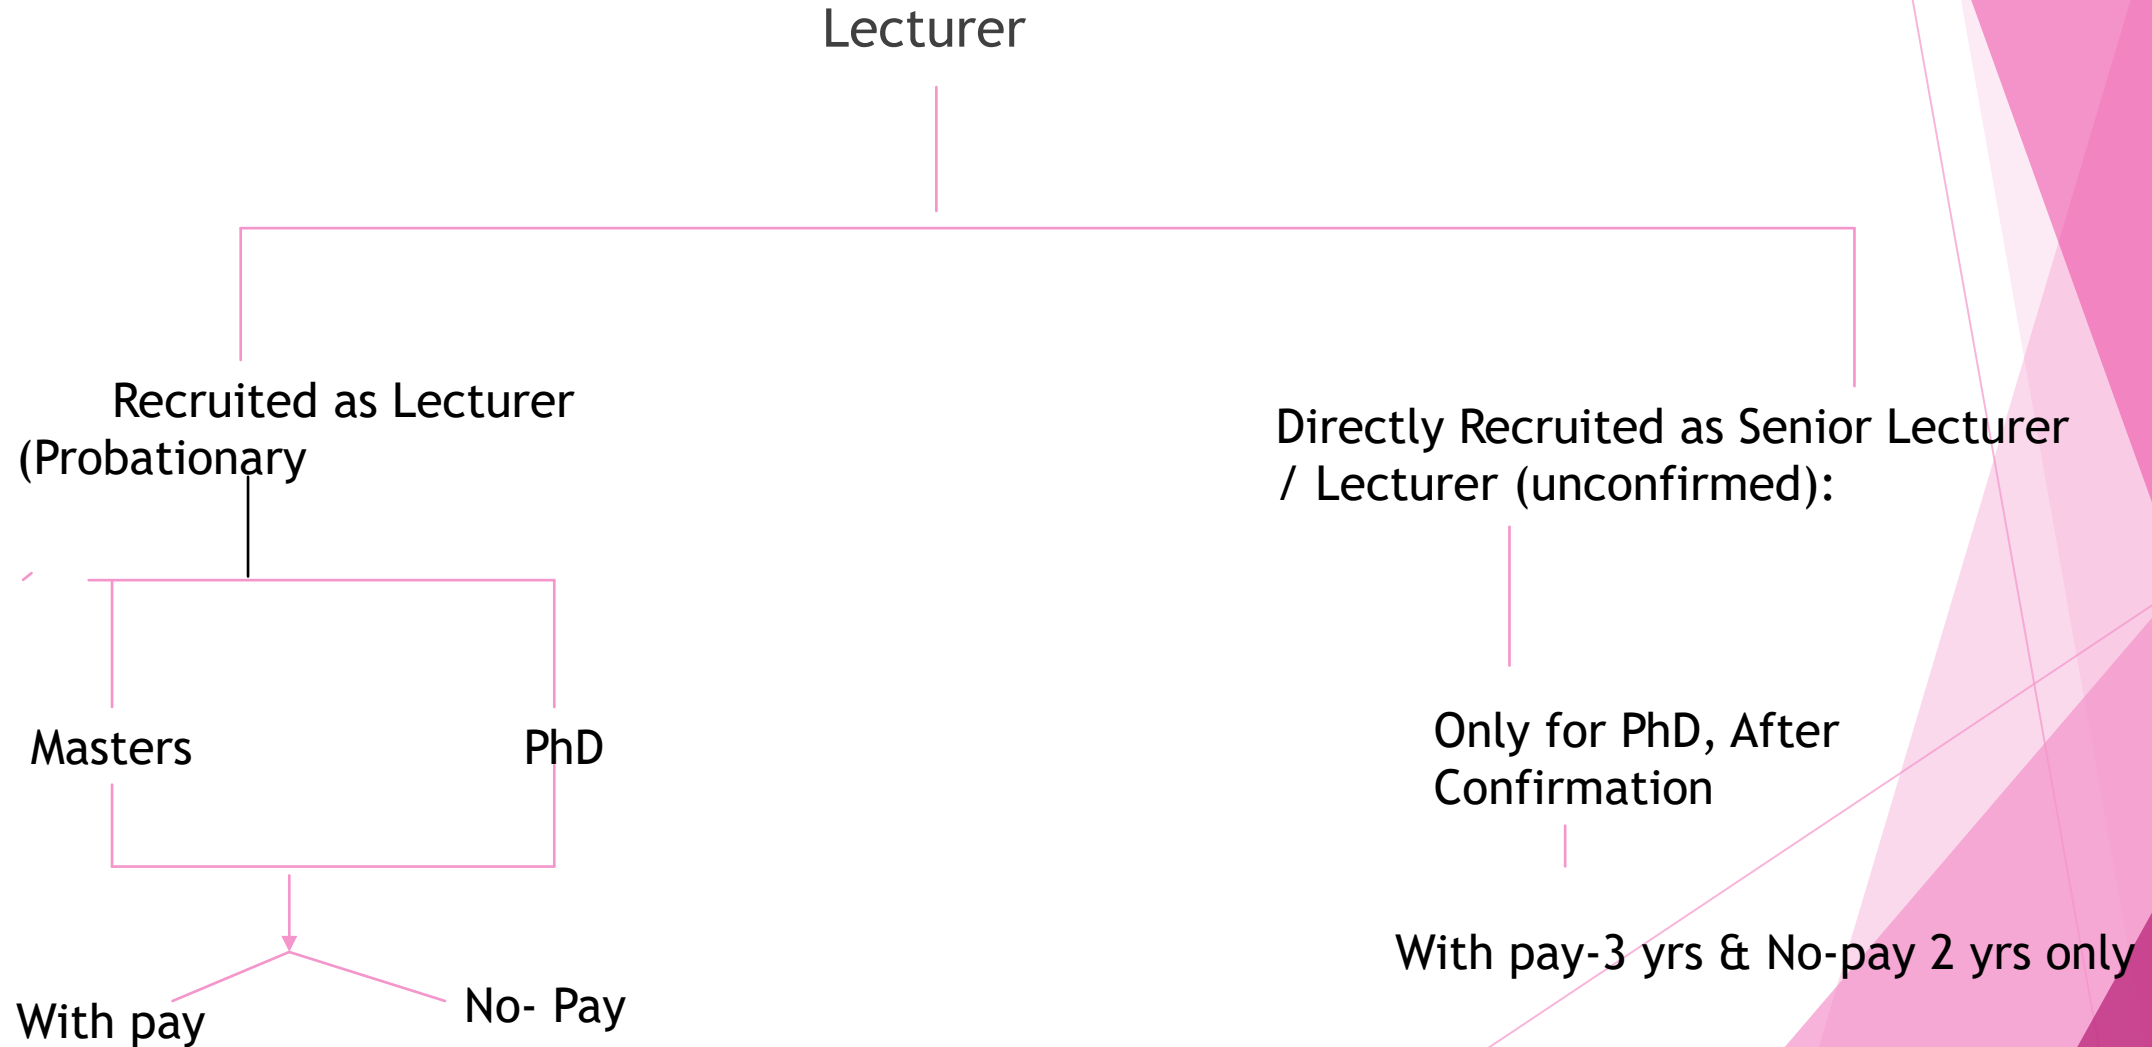 Lecturer
Recruited as Lecturer
(Probationary
Directly Recruited as Senior Lecturer
/ Lecturer (unconfirmed):
Masters
PhD
Only for PhD, After
Confirmation
With pay
No- Pay
With pay-3 yrs & No-pay 2 yrs only